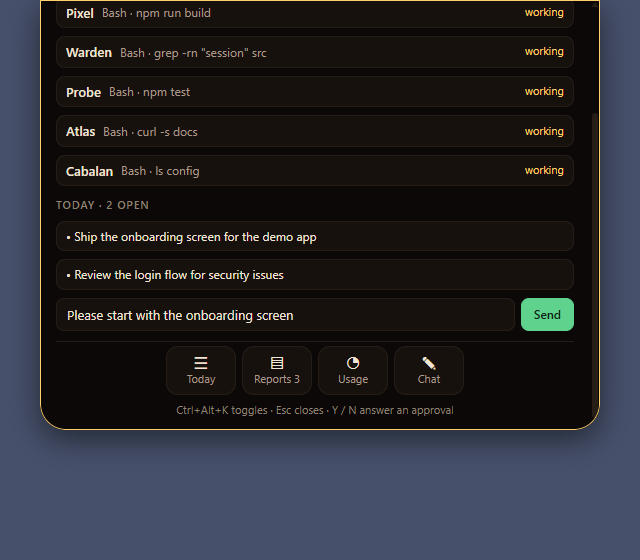 Pixel Bash · npm run build working
Warden Bash · grep -rn "session" src working
Probe Bash · npm test working
Atlas Bash · curl -s docs working
Cabalan Bash · ls config working
TODAY · 2 OPEN
• Ship the onboarding screen for the demo app
• Review the login flow for security issues
Please start with the onboarding screen Send
Today Reports 3 Usage Chat
Ctrl+Alt+K toggles · Esc closes · Y / N answer an approval